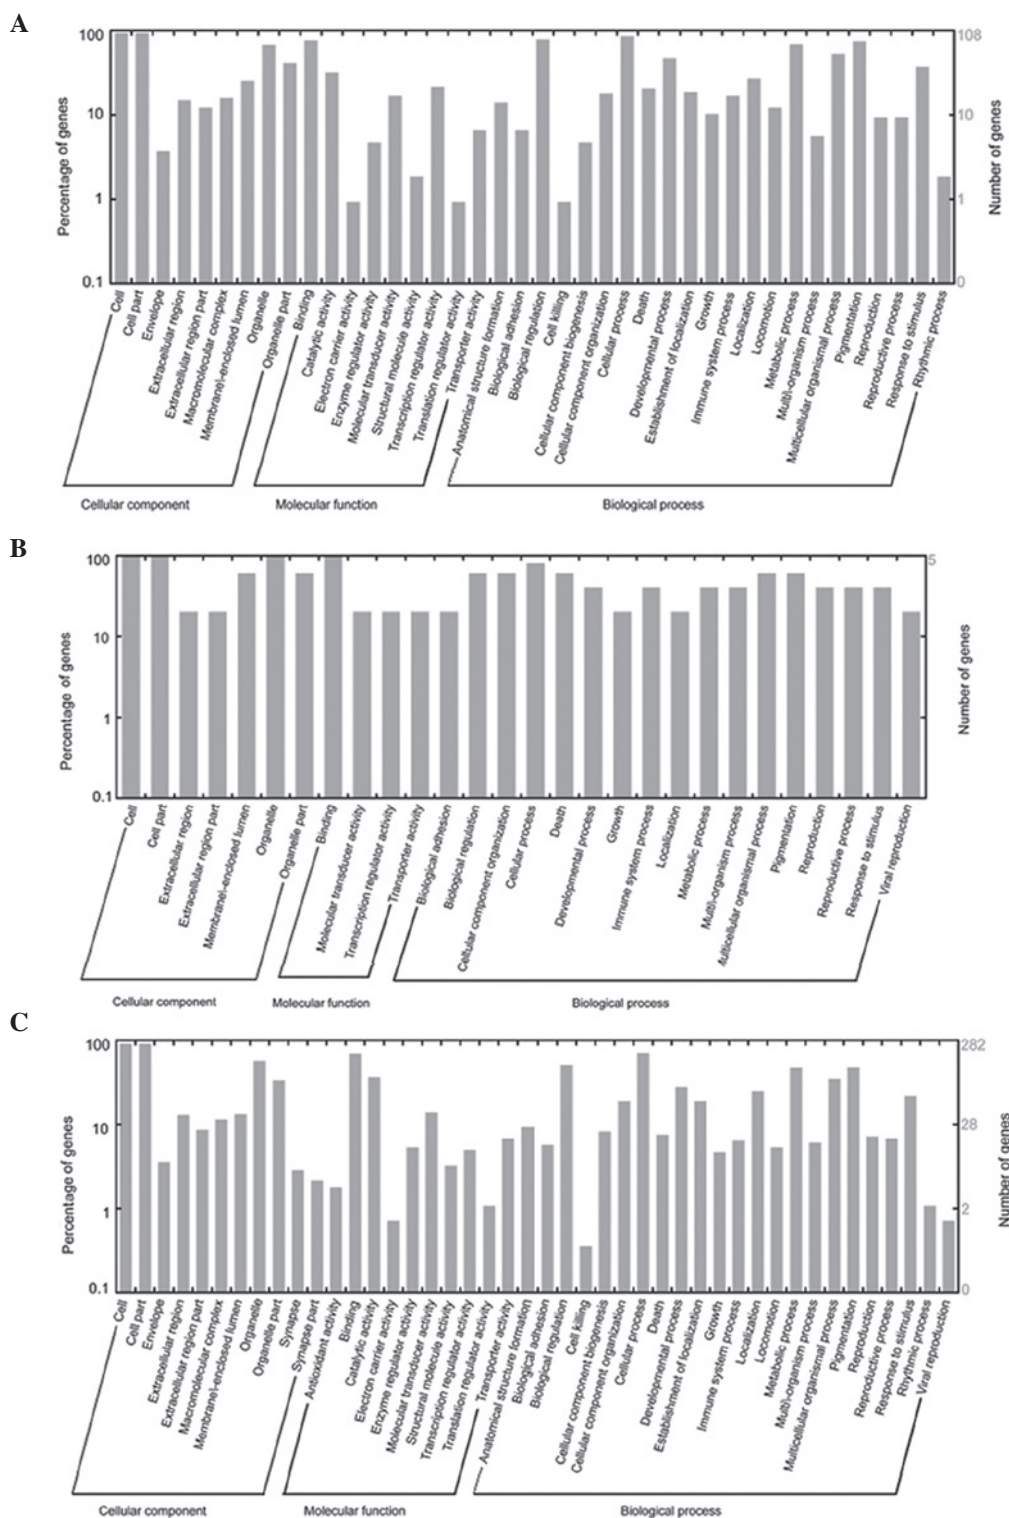 A
100
10
1
0.1
Percentage of genes
108
10
1
0
Number of genes
Cell
Cell part
Envelope
Extracellular region
Extracellular region part
Macromolecular complex
Membrane\-enclosed lumen
Organelle
Organelle part
Binding
Catalytic activity
Electron carrier activity
Enzyme regulator activity
Molecular transducer activity
Structural molecule activity
Transcription regulator activity
Translation regulator activity
Transporter activity
Anatomical structure formation
Biological adhesion
Biological regulation
Cell killing
Cellular component biogenesis
Cellular component organization
Cellular process
Death
Developmental process
Establishment of localization
Growth
Immune system process
Localization
Locomotion
Metabolic process
Multi\-organism process
Multicellular organismal process
Pigmentation
Reproduction
Reproductive process
Response to stimulus
Rhythmic process
Cellular component
Molecular function
Biological process
B
100
10
1
0.1
Percentage of genes
5
Number of genes
Cell
Cell part
Extracellular region
Extracellular region part
Membrane\-enclosed lumen
Organelle
Organelle part
Binding
Molecular transducer activity
Transcription regulator activity
Transporter activity
Biological adhesion
Biological regulation
Cellular component organization
Cellular process
Death
Developmental process
Growth
Immune system process
Localization
Metabolic process
Multi\-organism process
ulticellular organismal process
Pigmentation
Reproduction
Reproductive process
Response to stimulus
Viral reproduction
Cellular component
Molecular function
Biological process
C
100
10
1
0.1
Percentage of genes
282
28
2
0
Number of genes
Cell
Cell part
Envelope
Extracellular region
Extracellular region part
Macromolecular complex
Membrane\-enclosed lumen
Organelle
Organelle part
Synapse
Synapse part
Antioxidant activity
Binding
Catalytic activity
Electron carrier activity
Enzyme regulator activity
Molecular transducer activity
Structural molecule activity
Transcription regulator activity
Translation regulator activity
Transporter activity
Anatomical structure formation
Biological adhesion
Biological regulation
Cell killing
Cellular component biogenesis
Cellular component organization
Cellular process
Death
Developmental process
Establishment of localization
Growth
Immune system process
Localization
Locomotion
Metabolic process
Multi\-organism process
Multicellular organismal process
Pigmentation
Reproduction
Reproductive process
Response to stimulus
Rhythmic process
Viral reproduction
Cellular component
Molecular function
Biological process